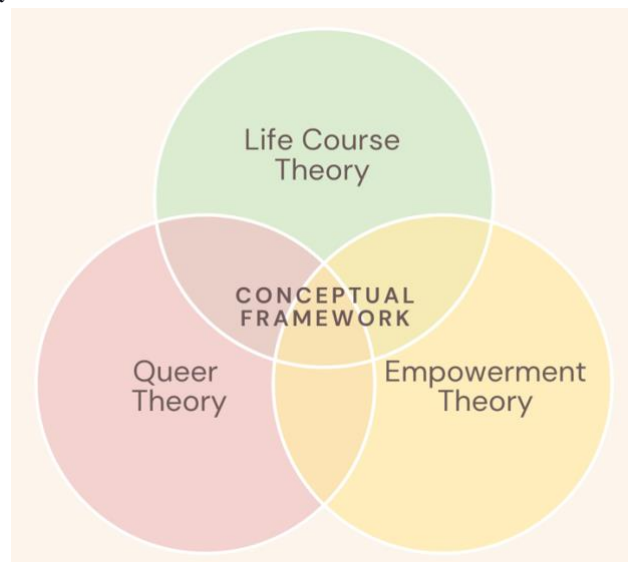 Life Course
Theory
CONCEPTUAL
FRAMEWORK
Queer
Theory
Empowerment
Theory